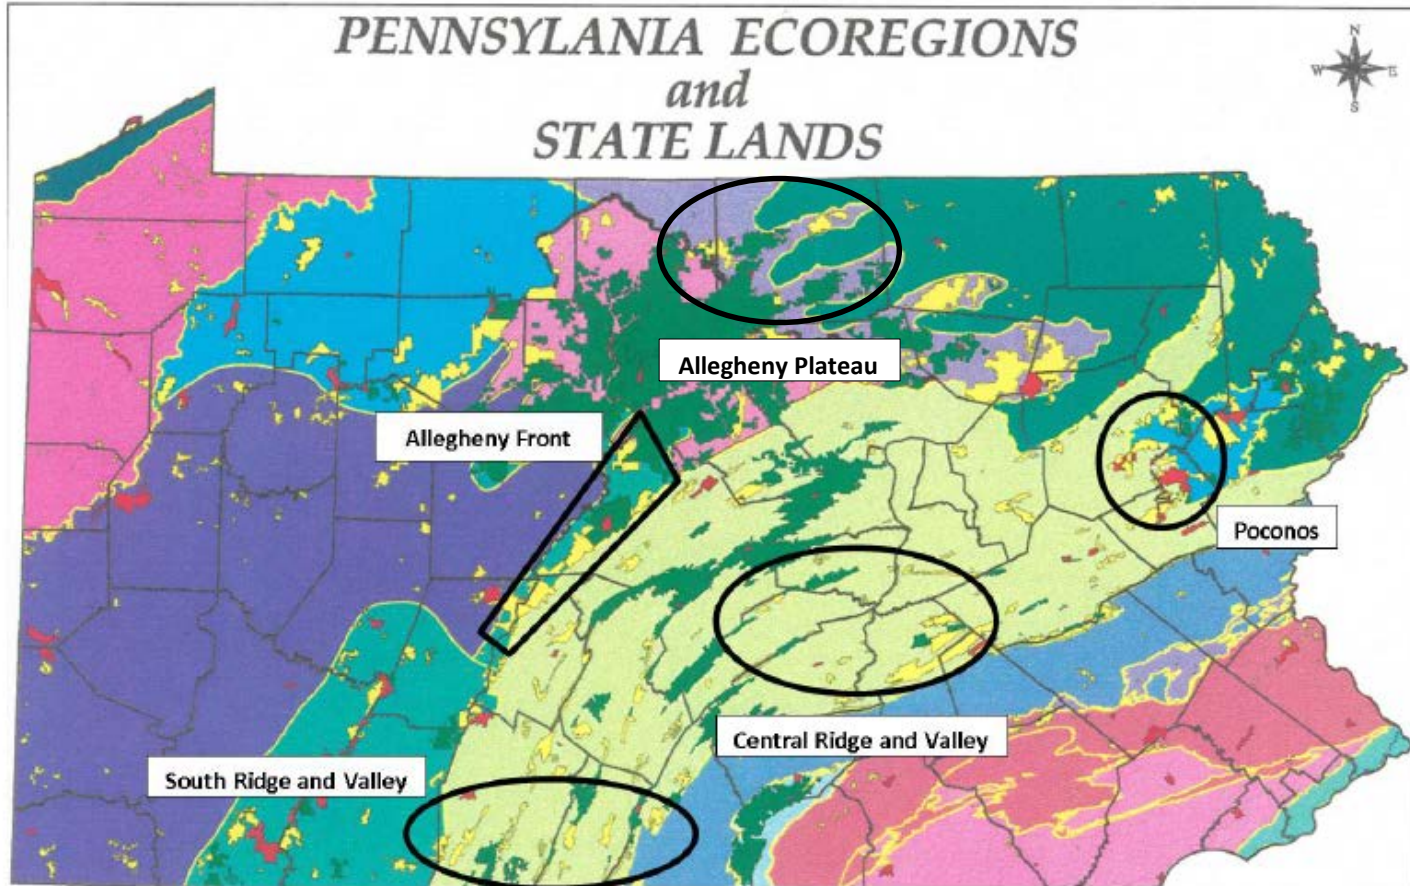 PENNSYLANIA ECOREGIONS
and
STATE LANDS
N
W E
S
Allegheny Plateau
Allegheny Front
Poconos
Central Ridge and Valley
South Ridge and Valley